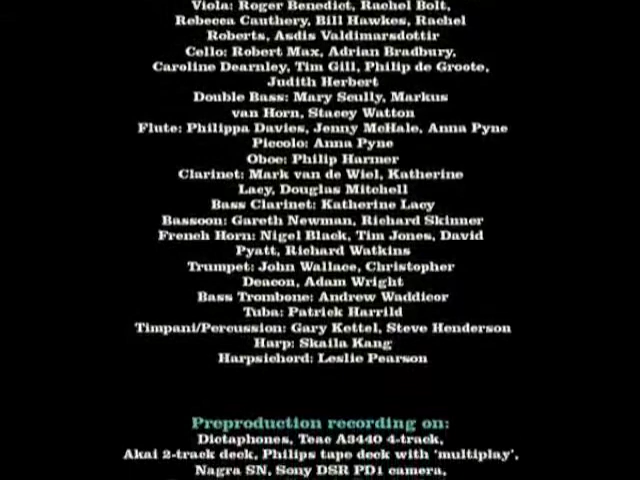 Viola: Roger Benedict, Rachel Bolt,
Rebecca Cauthery, Bill Hawkes, Rachel
Roberts, Asdis Valdimarsdottir
Cello: Robert Max, Adrian Bradbury,
Caroline Dearnley, Tim Gill, Philip de Groote,
Judith Herbert
Double Bass: Mary Scully, Markus
van Horn, Stacey Watton
Flute: Philippa Davies, Jenny McHale, Anna Pyne
Piccolo: Anna Pyne
Oboe: Philip Harmer
Clarinet: Mark van de Wiel, Katherine
Lacy, Douglas Mitchell
Bass Clarinet: Katherine Lacy
Bassoon: Gareth Newman, Richard Skinner
French Horn: Nigel Black, Tim Jones, David
Pyatt, Richard Watkins
Trumpet: John Wallace, Christopher
Deacon, Adam Wright
Bass Trombone: Andrew Waddicor
Tuba: Patrick Harrild
Timpani/Percussion: Gary Kettel, Steve Henderson
Harp: Skaila Kang
Harpsichord: Leslie Pearson
Preproduction recording on:
Dictaphones, Teac A3440 4-track,
Akai 2-track deck, Philips tape deck with 'multiplay',
Nagra SN, Sony DSR PD1 camera,